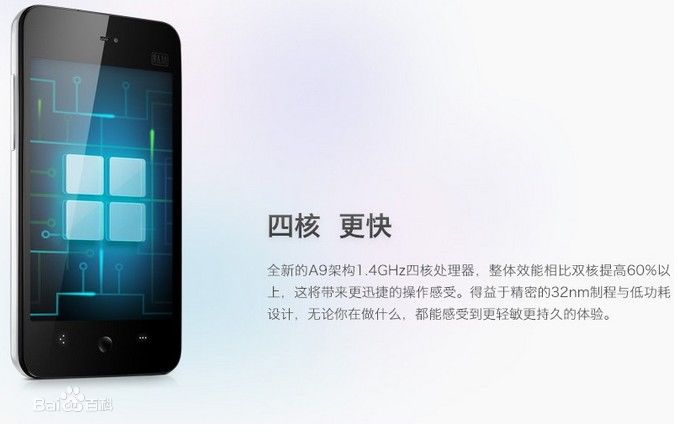 四核 更快
全新的A9架构1.4GHz四核处理器，整体效能相比双核提高60%以
上，这将带来更迅捷的操作感受。得益于精密的32nm制程与低功耗
设计，无论你在做什么，都能感受到更轻敏更持久的体验。
Bai百科